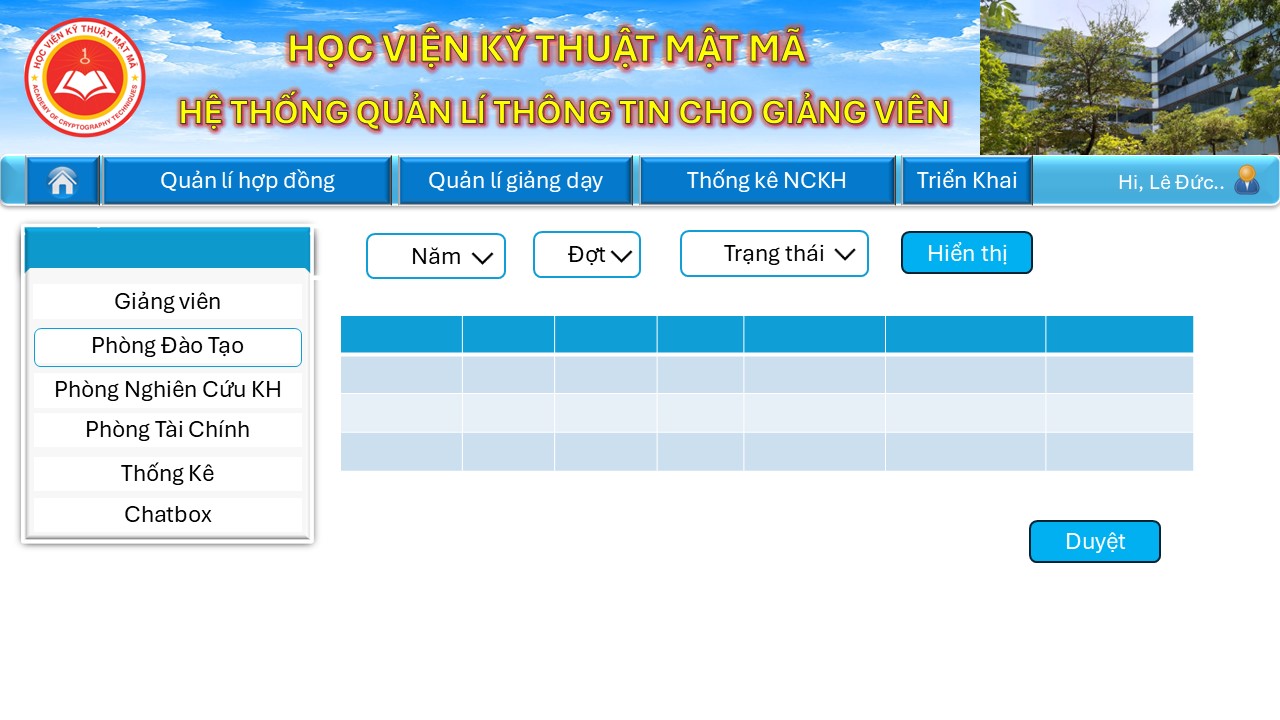 HỌC VIỆN KỸ THUẬT MẬT MÃ
ACADEMY OF CRYPTOGRAPHY TECHNIQUES
HỌC VIỆN KỸ THUẬT MẬT MÃ
HỆ THỐNG QUẢN LÍ THÔNG TIN CHO GIẢNG VIÊN
Quản lí hợp đồng
Quản lí giảng dạy
Thống kê NCKH
Triển Khai
Hi, Lê Đức..
Năm
Đợt
Trạng thái
Hiển thị
Giảng viên
Phòng Đào Tạo
Phòng Nghiên Cứu KH
Phòng Tài Chính
Thống Kê
Chatbox
Duyệt